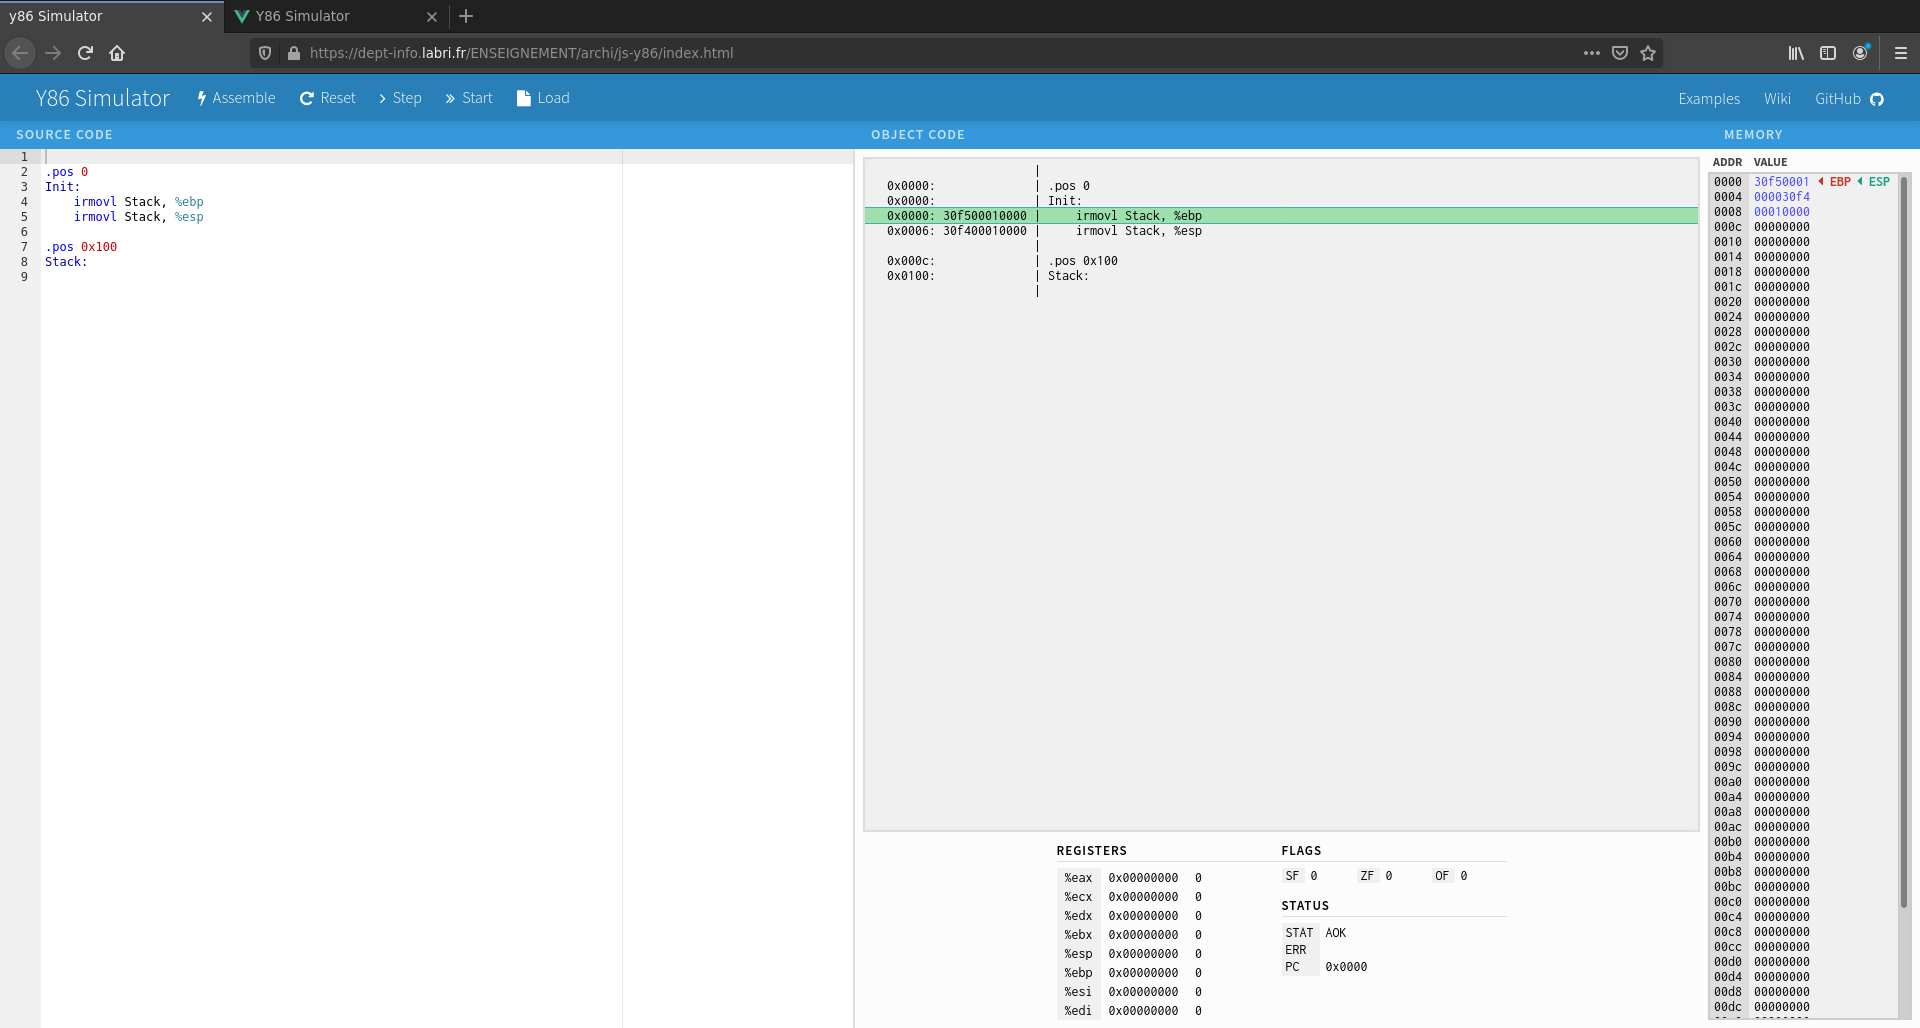 y86 Simulator
Y86 Simulator
https://dept-info.labri.fr/ENSEIGNEMENT/archi/js-y86/index.html
Y86 Simulator Assemble Reset Step Start Load Examples Wiki GitHub
SOURCE CODE
1
2 .pos 0
3 Init:
4     irmovl Stack, %ebp
5     irmovl Stack, %esp
6
7 .pos 0x100
8 Stack:
9
OBJECT CODE
|
0x0000: | .pos 0
0x0000: | Init:
0x0000: 30f500010000 |     irmovl Stack, %ebp
0x0006: 30f400010000 |     irmovl Stack, %esp
|
0x000c: | .pos 0x100
0x0100: | Stack:
|
REGISTERS
%eax 0x00000000 0
%ecx 0x00000000 0
%edx 0x00000000 0
%ebx 0x00000000 0
%esp 0x00000000 0
%ebp 0x00000000 0
%esi 0x00000000 0
%edi 0x00000000 0
FLAGS
SF 0 ZF 0 OF 0
STATUS
STAT AOK
ERR
PC 0x0000
MEMORY
ADDR VALUE
0000 30f50001 EBP ESP
0004 000030f4
0008 00010000
000c 00000000
0010 00000000
0014 00000000
0018 00000000
001c 00000000
0020 00000000
0024 00000000
0028 00000000
002c 00000000
0030 00000000
0034 00000000
0038 00000000
003c 00000000
0040 00000000
0044 00000000
0048 00000000
004c 00000000
0050 00000000
0054 00000000
0058 00000000
005c 00000000
0060 00000000
0064 00000000
0068 00000000
006c 00000000
0070 00000000
0074 00000000
0078 00000000
007c 00000000
0080 00000000
0084 00000000
0088 00000000
008c 00000000
0090 00000000
0094 00000000
0098 00000000
009c 00000000
00a0 00000000
00a4 00000000
00a8 00000000
00ac 00000000
00b0 00000000
00b4 00000000
00b8 00000000
00bc 00000000
00c0 00000000
00c4 00000000
00c8 00000000
00cc 00000000
00d0 00000000
00d4 00000000
00d8 00000000
00dc 00000000